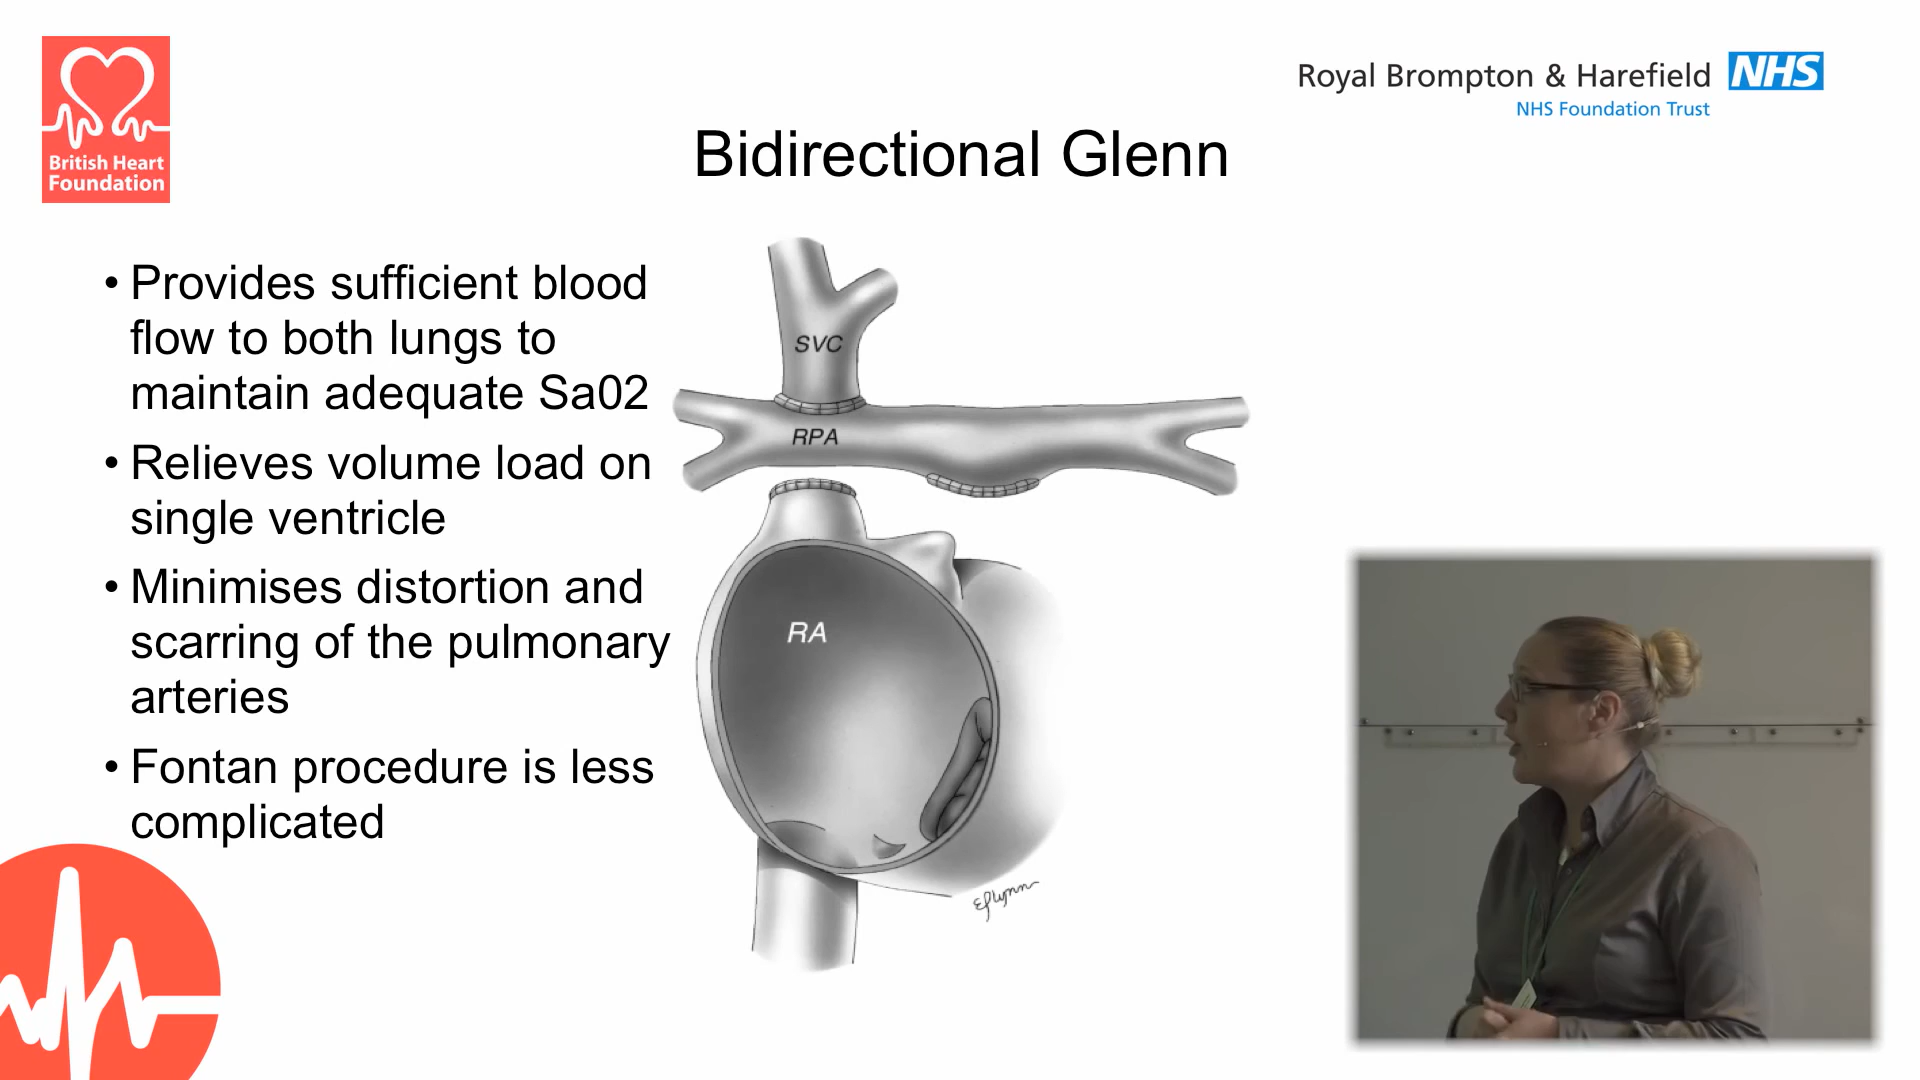 British Heart
Foundation
Royal Brompton & Harefield NHS
NHS Foundation Trust
Bidirectional Glenn
• Provides sufficient blood
flow to both lungs to
maintain adequate Sa02
• Relieves volume load on
single ventricle
• Minimises distortion and
scarring of the pulmonary
arteries
• Fontan procedure is less
complicated
SVC
RPA
RA